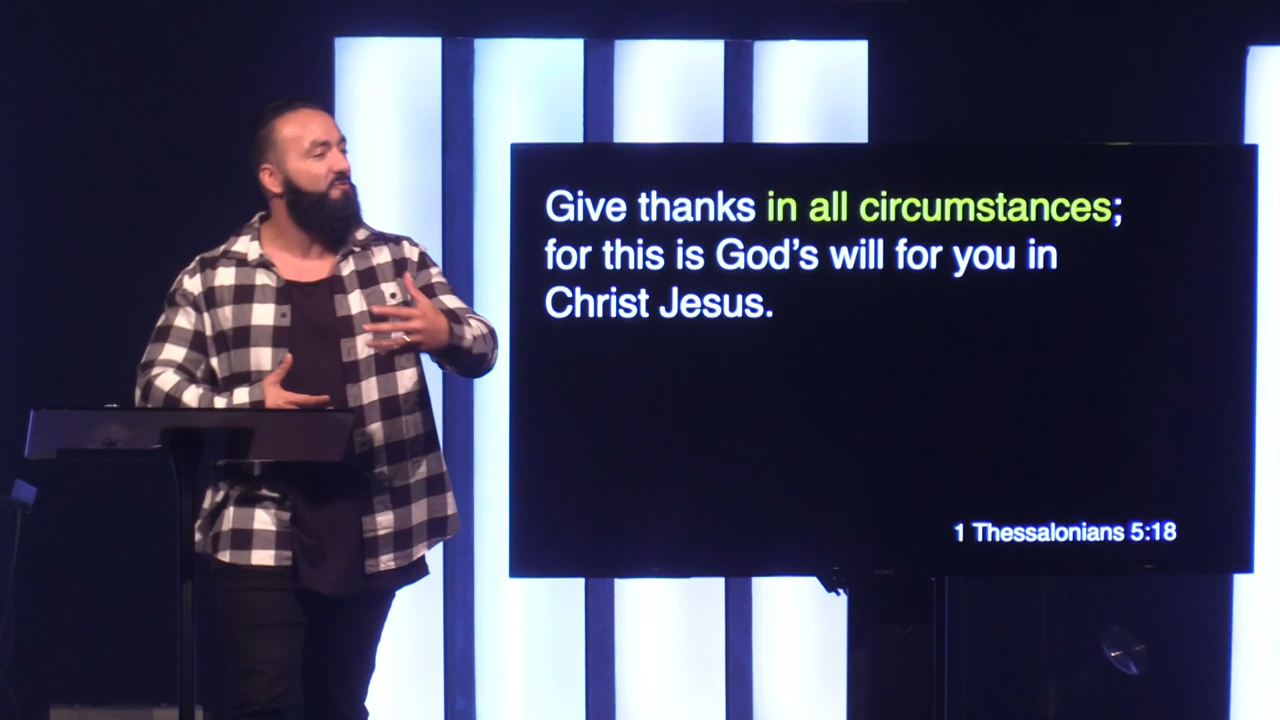 Give thanks in all circumstances;
for this is God’s will for you in
Christ Jesus.
1 Thessalonians 5:18